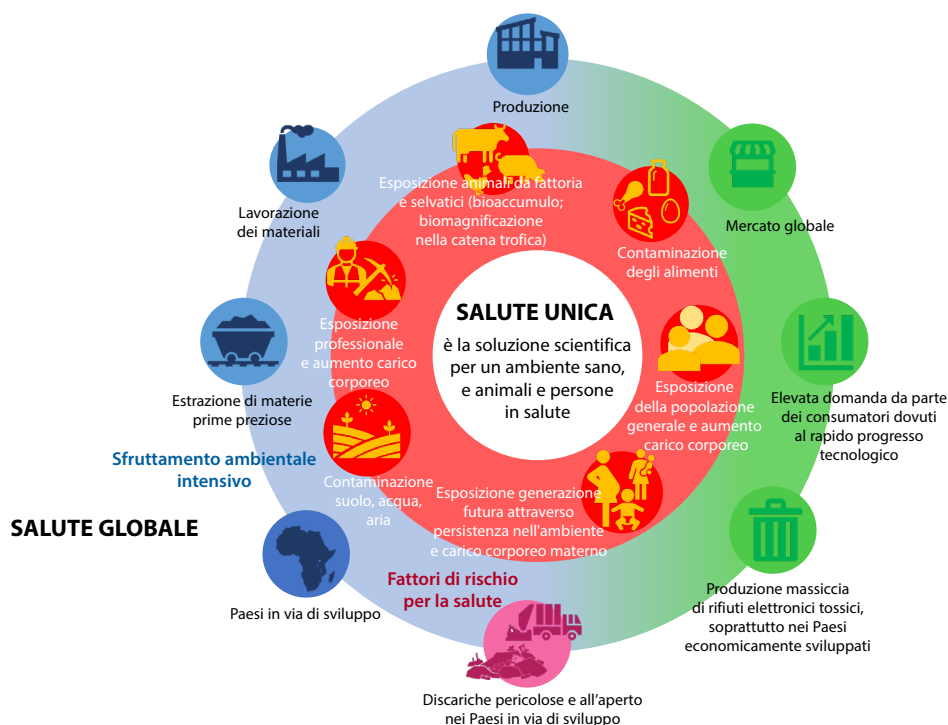 Produzione
Lavorazione
dei materiali
Mercato globale
Esposizione animali da fattoria
e selvatici (bioaccumulo;
biomagnificazione
nella catena trofica)
Contaminazione
degli alimenti
Esposizione
professionale
e aumento carico
corporeo
SALUTE UNICA
è la soluzione scientifica
per un ambiente sano,
e animali e persone
in salute
Esposizione
della popolazione
generale e aumento
carico corporeo
Estrazione di materie
prime preziose
Elevata domanda da parte
dei consumatori dovuti
al rapido progresso
tecnologico
Sfruttamento ambientale
intensivo
Contaminazione
suolo, acqua,
aria
Esposizione generazione
futura attraverso
persistenza nell'ambiente
e carico corporeo materno
SALUTE GLOBALE
Fattori di rischio
per la salute
Paesi in via di sviluppo
Produzione massiccia
di rifiuti elettronici tossici,
soprattutto nei Paesi
economicamente sviluppati
Discariche pericolose e all’aperto
nei Paesi in via di sviluppo